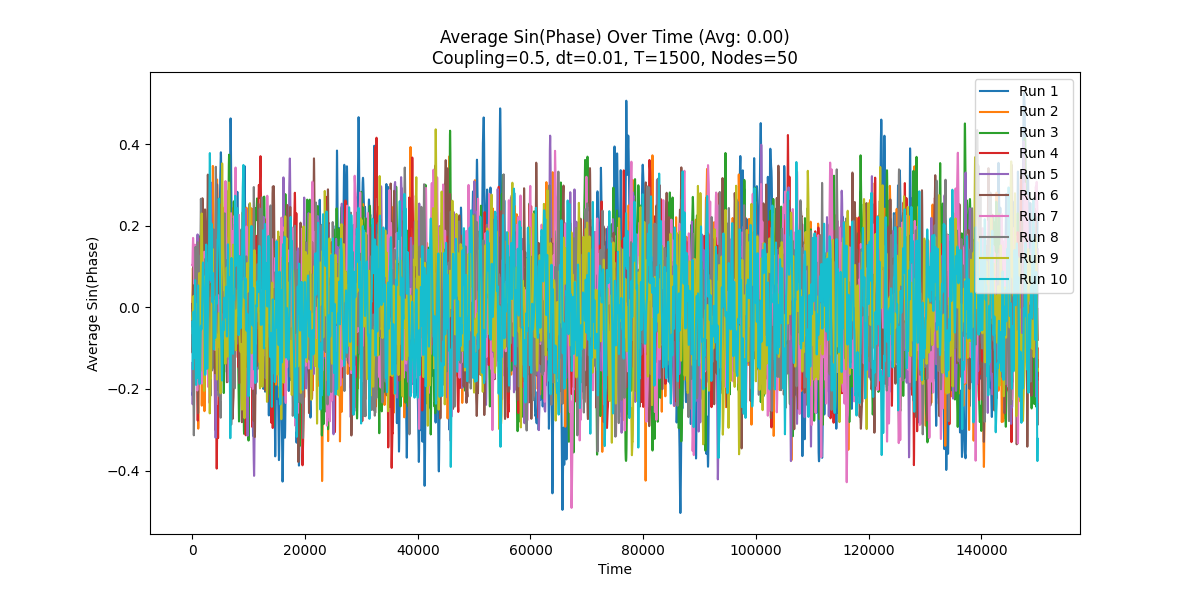 Average Sin(Phase) Over Time (Avg: 0.00)
Coupling=0.5, dt=0.01, T=1500, Nodes=50
Run 1
Run 2
Run 3
Run 4
Run 5
Run 6
Run 7
Run 8
Run 9
Run 10
Average Sin(Phase)
0.4
0.2
0.0
−0.2
−0.4
0
20000
40000
60000
80000
100000
120000
140000
Time